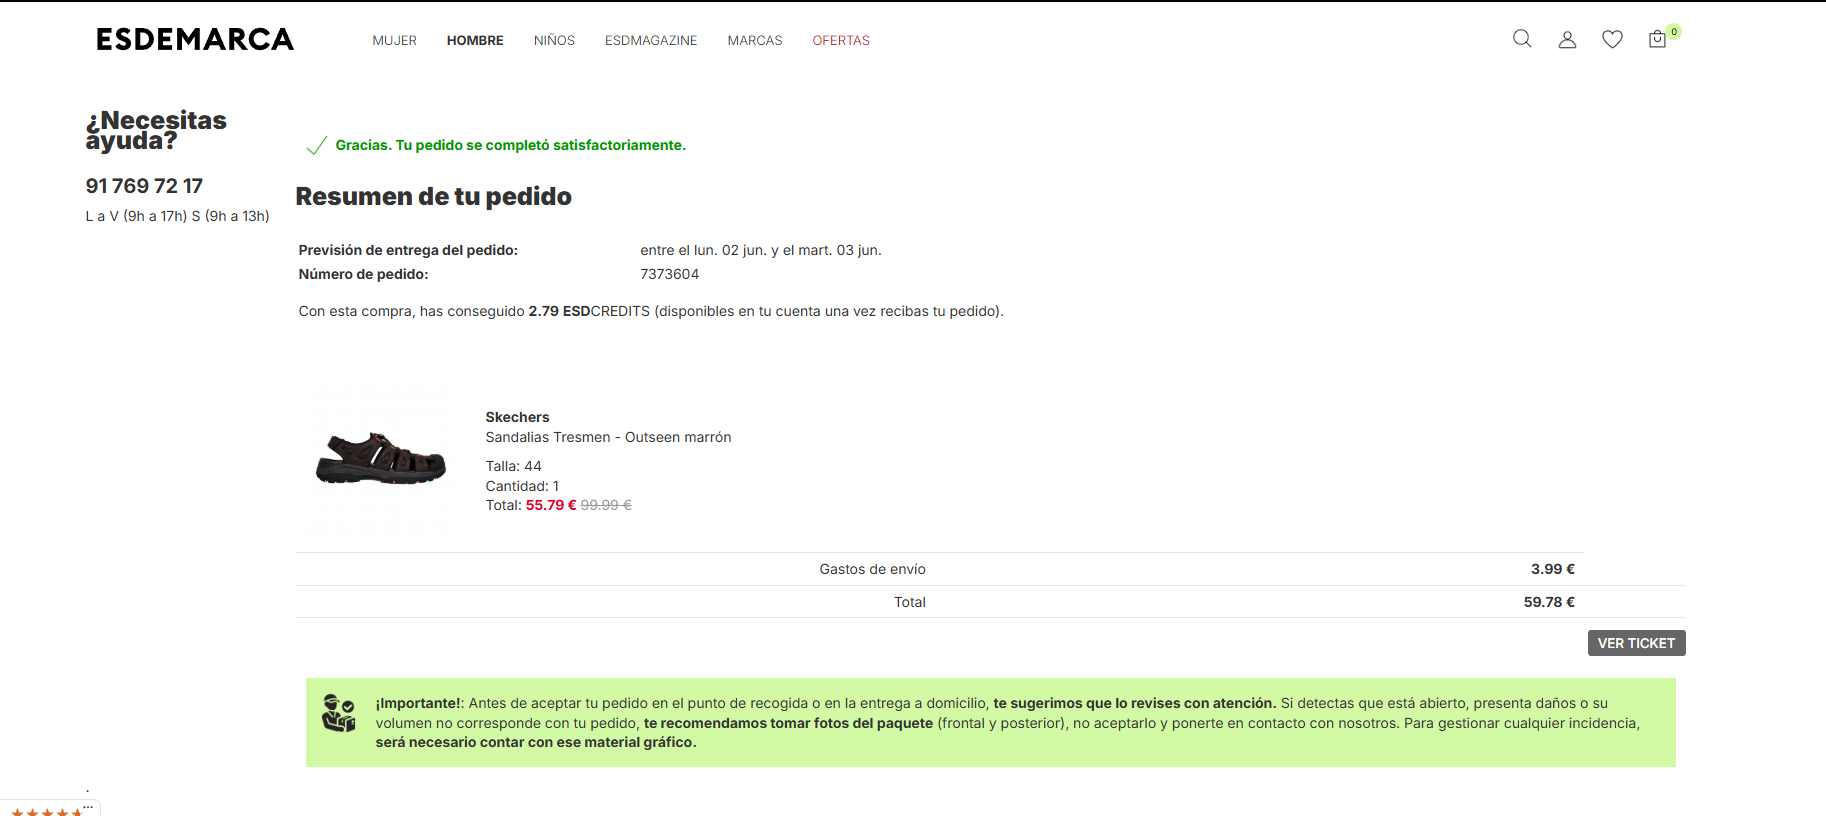 ESDEMARCA
MUJER HOMBRE NIÑOS ESDMAGAZINE MARCAS OFERTAS
0
¿Necesitas
ayuda?
91 769 72 17
L a V (9h a 17h) S (9h a 13h)
Gracias. Tu pedido se completó satisfactoriamente.
Resumen de tu pedido
Previsión de entrega del pedido: entre el lun. 02 jun. y el mart. 03 jun.
Número de pedido: 7373604
Con esta compra, has conseguido 2.79 ESDCREDITS (disponibles en tu cuenta una vez recibas tu pedido).
Skechers
Sandalias Tresmen - Outseen marrón
Talla: 44
Cantidad: 1
Total: 55.79 € 99.99 €
Gastos de envío 3.99 €
Total 59.78 €
VER TICKET
¡Importante!: Antes de aceptar tu pedido en el punto de recogida o en la entrega a domicilio, te sugerimos que lo revises con atención. Si detectas que está abierto, presenta daños o su
volumen no corresponde con tu pedido, te recomendamos tomar fotos del paquete (frontal y posterior), no aceptarlo y ponerte en contacto con nosotros. Para gestionar cualquier incidencia,
será necesario contar con ese material gráfico.
.
...